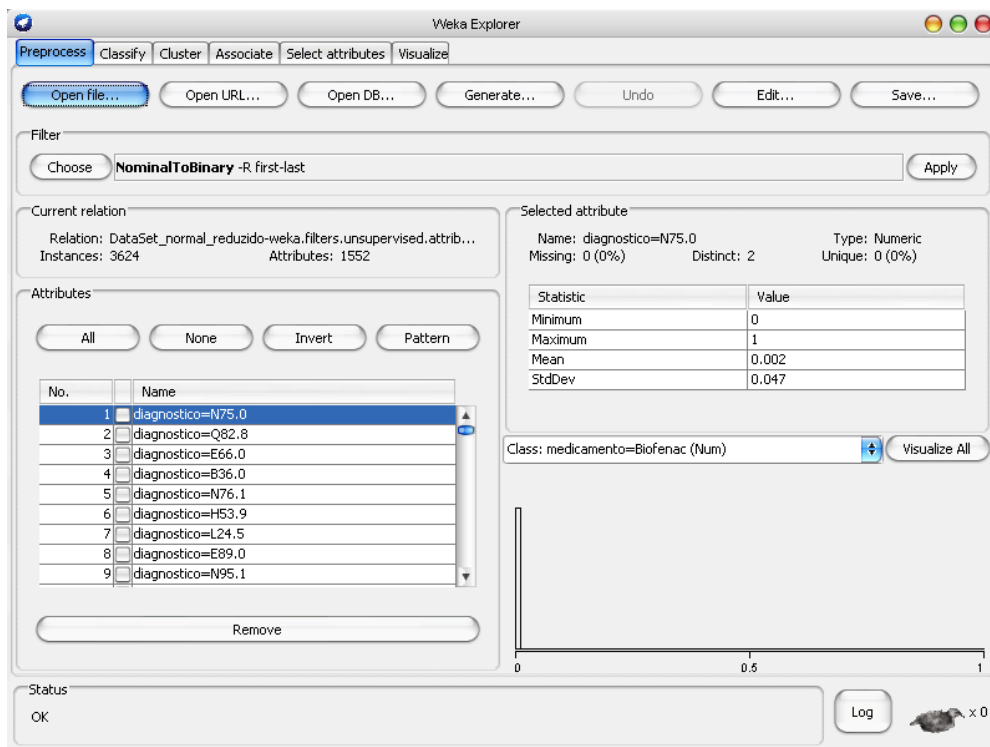 Weka Explorer
Preprocess Classify Cluster Associate Select attributes Visualize
Open file... Open URL... Open DB... Generate... Undo Edit... Save...
Filter
Choose NominalToBinary -R first-last Apply
Current relation
Relation: DataSet_normal_reduzido-weka.filters.unsupervised.attrib...
Instances: 3624 Attributes: 1552
Attributes
All None Invert Pattern
No. Name
1 diagnostico=N75.0
2 diagnostico=Q82.8
3 diagnostico=E66.0
4 diagnostico=B36.0
5 diagnostico=N76.1
6 diagnostico=H53.9
7 diagnostico=L24.5
8 diagnostico=E89.0
9 diagnostico=N95.1
Remove
Selected attribute
Name: diagnostico=N75.0 Type: Numeric
Missing: 0 (0%) Distinct: 2 Unique: 0 (0%)
Statistic Value
Minimum 0
Maximum 1
Mean 0.002
StdDev 0.047
Class: medicamento=Biofenac (Num) Visualize All
0 0.5 1
Status
OK
Log x 0